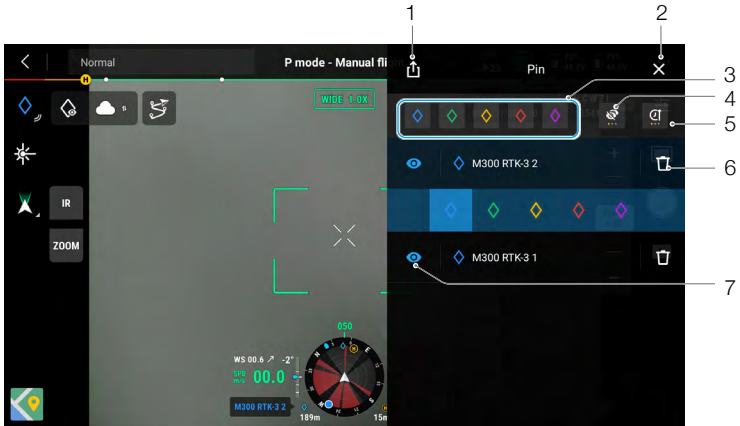 1
2
Normal
P mode - Manual fli
Pin
3
WIDE 1.0X
4
5
M300 RTK-3 2
6
IR
ZOOM
M300 RTK-3 1
7
050
WS 00.6 -2°
SPD m/s 00.0
N
E
S
W
M300 RTK-3 2
189m
15m